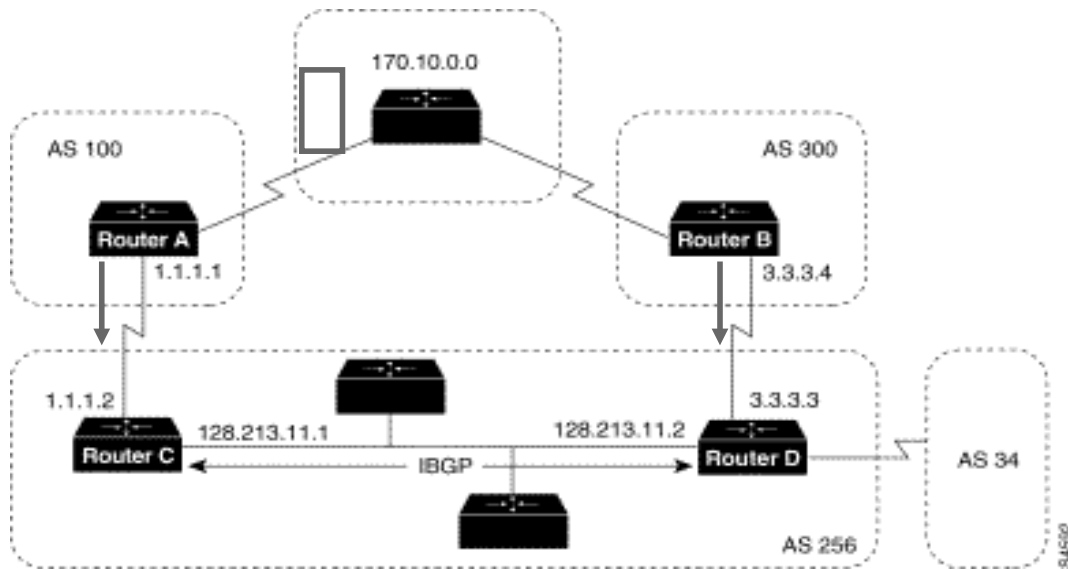 170.10.0.0
AS 100
AS 300
Router A
Router B
1.1.1.1
3.3.3.4
1.1.1.2
3.3.3.3
128.213.11.1
128.213.11.2
Router C
IBGP
Router D
AS 34
AS 256